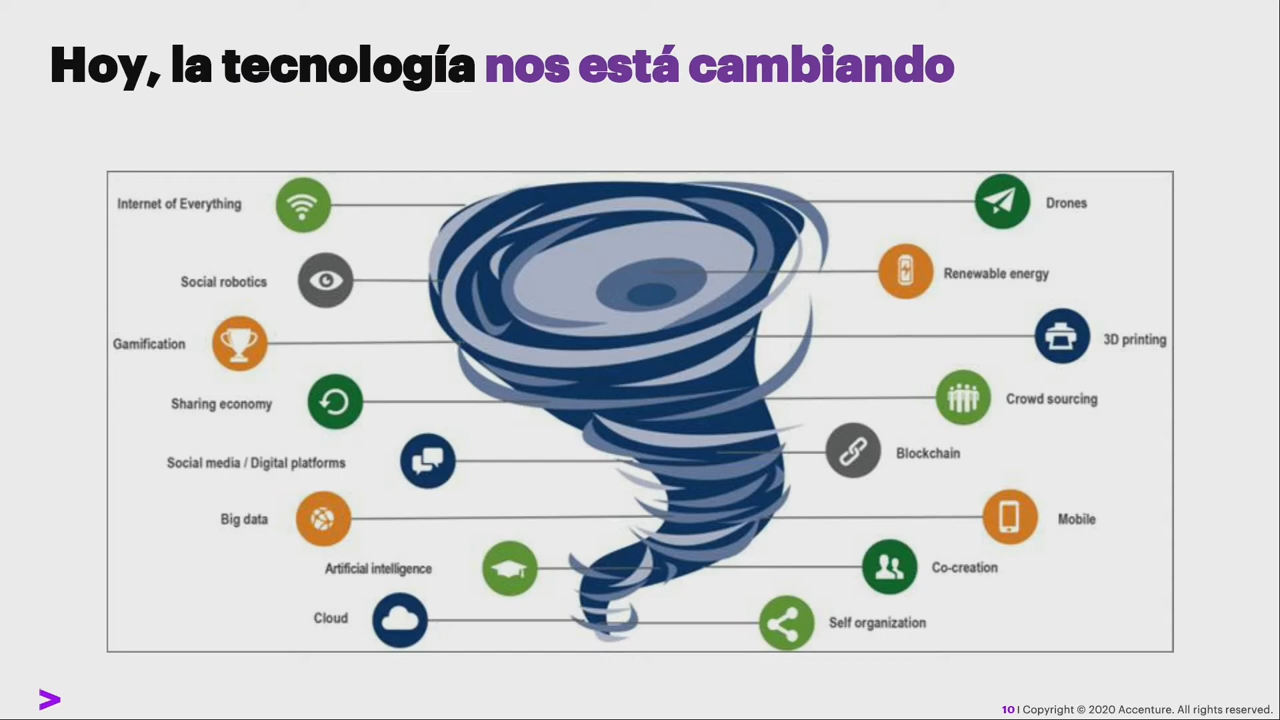 Hoy, la tecnología nos está cambiando
Internet of Everything
Drones
Social robotics
Renewable energy
Gamification
3D printing
Sharing economy
Crowd sourcing
Social media / Digital platforms
Blockchain
Big data
Mobile
Artificial intelligence
Co-creation
Cloud
Self organization
>
10 | Copyright © 2020 Accenture. All rights reserved.